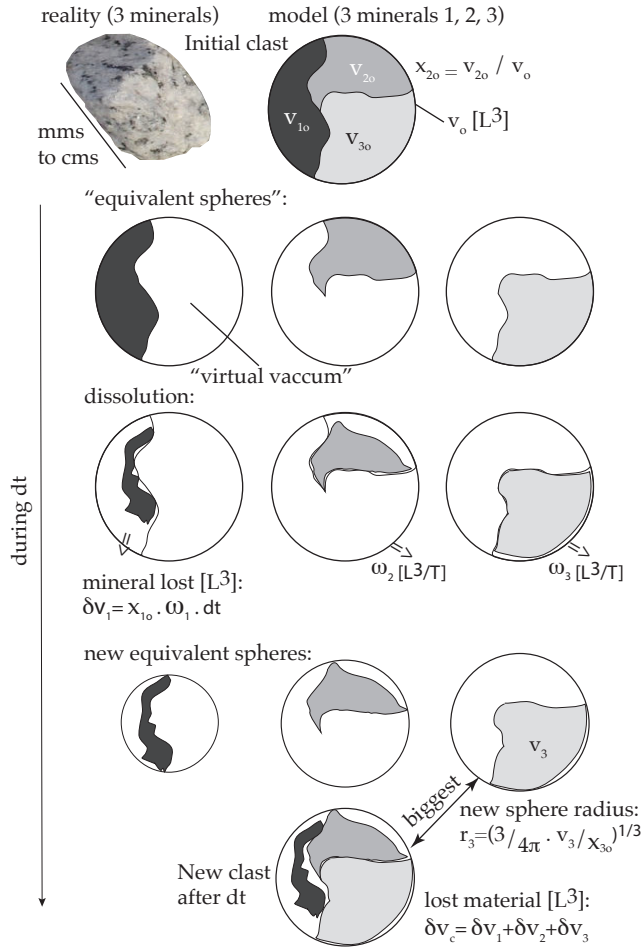 reality (3 minerals)
model (3 minerals 1, 2, 3)
Initial clast
mms
to cms
v₁ₒ
v₂ₒ
v₃ₒ
x₂ₒ = v₂ₒ / vₒ
vₒ [L³]
"equivalent spheres":
"virtual vaccum"
dissolution:
during dt
mineral lost [L³]:
δv₁= x₁ₒ . ω₁ . dt
ω₂ [L³/T]
ω₃ [L³/T]
new equivalent spheres:
v₃
biggest
new sphere radius:
r₃=(3/4π . v₃/x₃ₒ)1/3
New clast
after dt
lost material [L³]:
δv꜀= δv₁+δv₂+δv₃